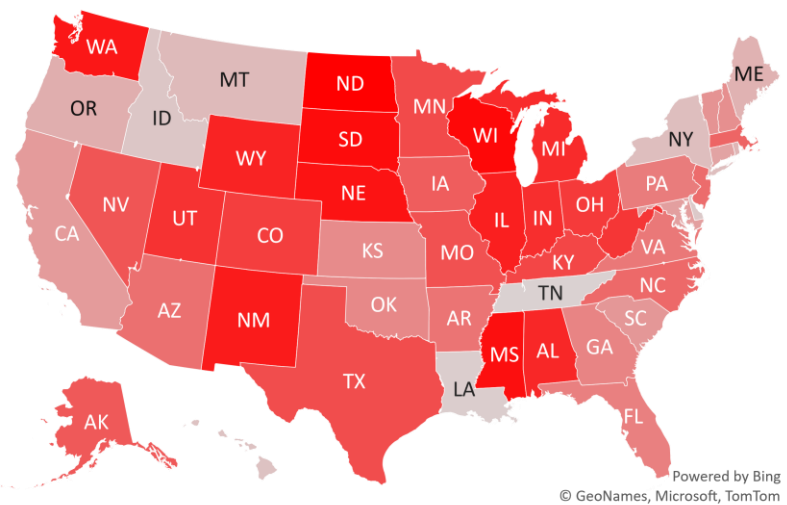 WA
ND
MT
ME
MN
OR
ID
SD
WI
NY
WY
MI
NE
IA
PA
NV
UT
IL
IN
OH
CA
CO
KS
MO
VA
KY
NC
TN
AZ
NM
OK
AR
SC
MS
AL
GA
TX
LA
FL
AK
Powered by Bing
© GeoNames, Microsoft, TomTom